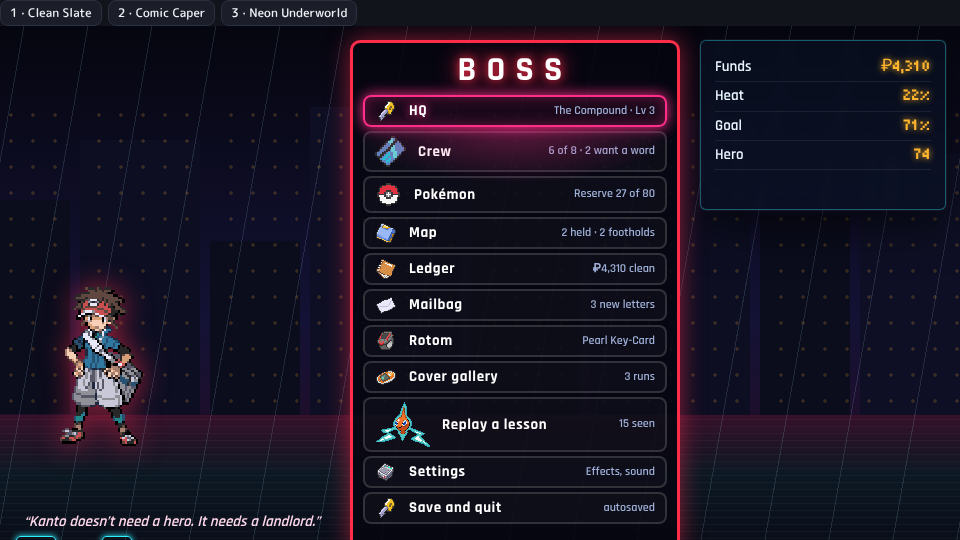 1 · Clean Slate
2 · Comic Caper
3 · Neon Underworld
BOSS
HQ
The Compound · Lv 3
Crew
6 of 8 · 2 want a word
Pokémon
Reserve 27 of 80
Map
2 held · 2 footholds
Ledger
₽4,310 clean
Mailbag
3 new letters
Rotom
Pearl Key-Card
Cover gallery
3 runs
Replay a lesson
15 seen
Settings
Effects, sound
Save and quit
autosaved
Funds
₽4,310
Heat
22%
Goal
71%
Hero
74
“Kanto doesn’t need a hero. It needs a landlord.”